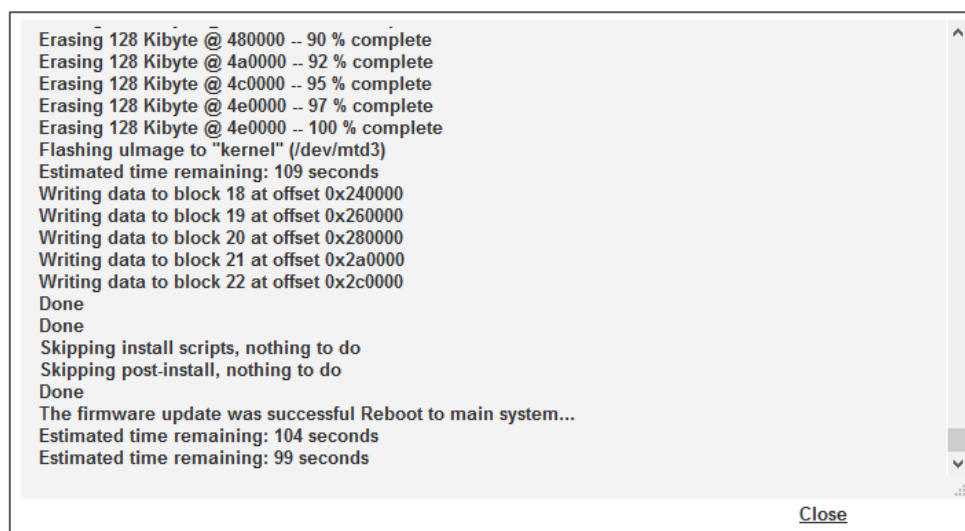 Erasing 128 Kibyte @ 480000 -- 90 % complete
Erasing 128 Kibyte @ 4a0000 -- 92 % complete
Erasing 128 Kibyte @ 4c0000 -- 95 % complete
Erasing 128 Kibyte @ 4e0000 -- 97 % complete
Erasing 128 Kibyte @ 4e0000 -- 100 % complete
Flashing uImage to "kernel" (/dev/mtd3)
Estimated time remaining: 109 seconds
Writing data to block 18 at offset 0x240000
Writing data to block 19 at offset 0x260000
Writing data to block 20 at offset 0x280000
Writing data to block 21 at offset 0x2a0000
Writing data to block 22 at offset 0x2c0000
Done
Done
Skipping install scripts, nothing to do
Skipping post-install, nothing to do
Done
The firmware update was successful Reboot to main system...
Estimated time remaining: 104 seconds
Estimated time remaining: 99 seconds
Close